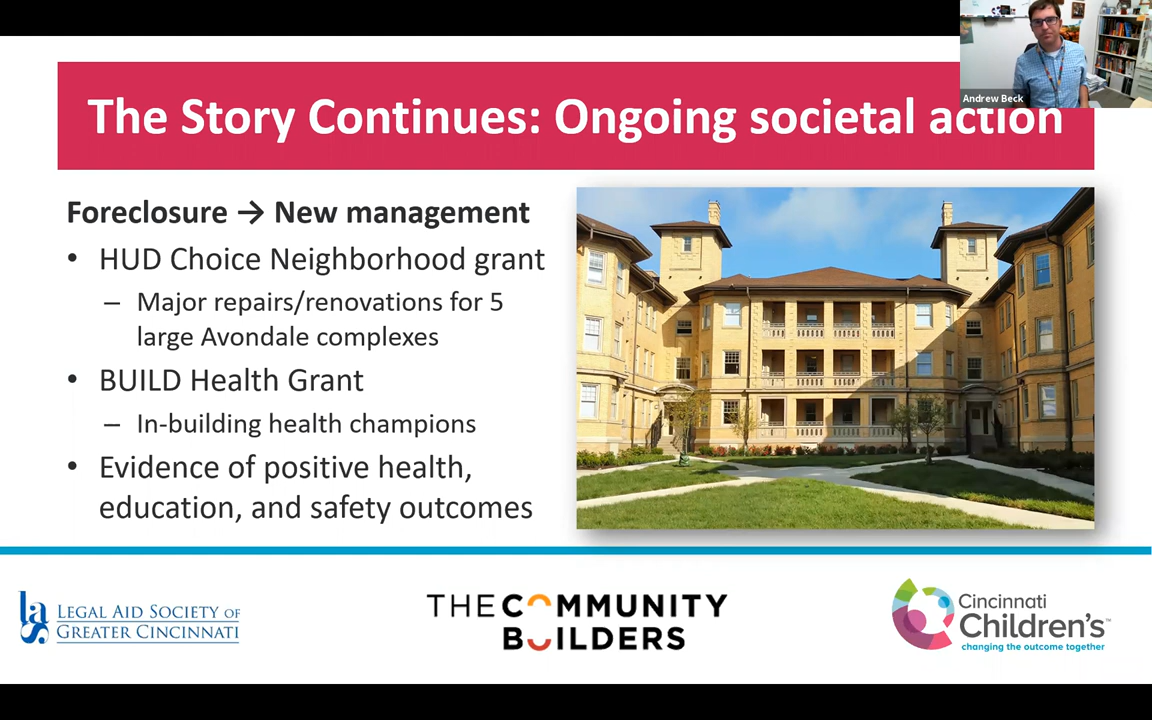 Andrew Beck
The Story Continues: Ongoing societal action
Foreclosure → New management
• HUD Choice Neighborhood grant
– Major repairs/renovations for 5
large Avondale complexes
• BUILD Health Grant
– In-building health champions
• Evidence of positive health,
education, and safety outcomes
las
LEGAL AID SOCIETY OF
GREATER CINCINNATI
THE COMMUNITY
BUILDERS
Cincinnati
Children's™
changing the outcome together